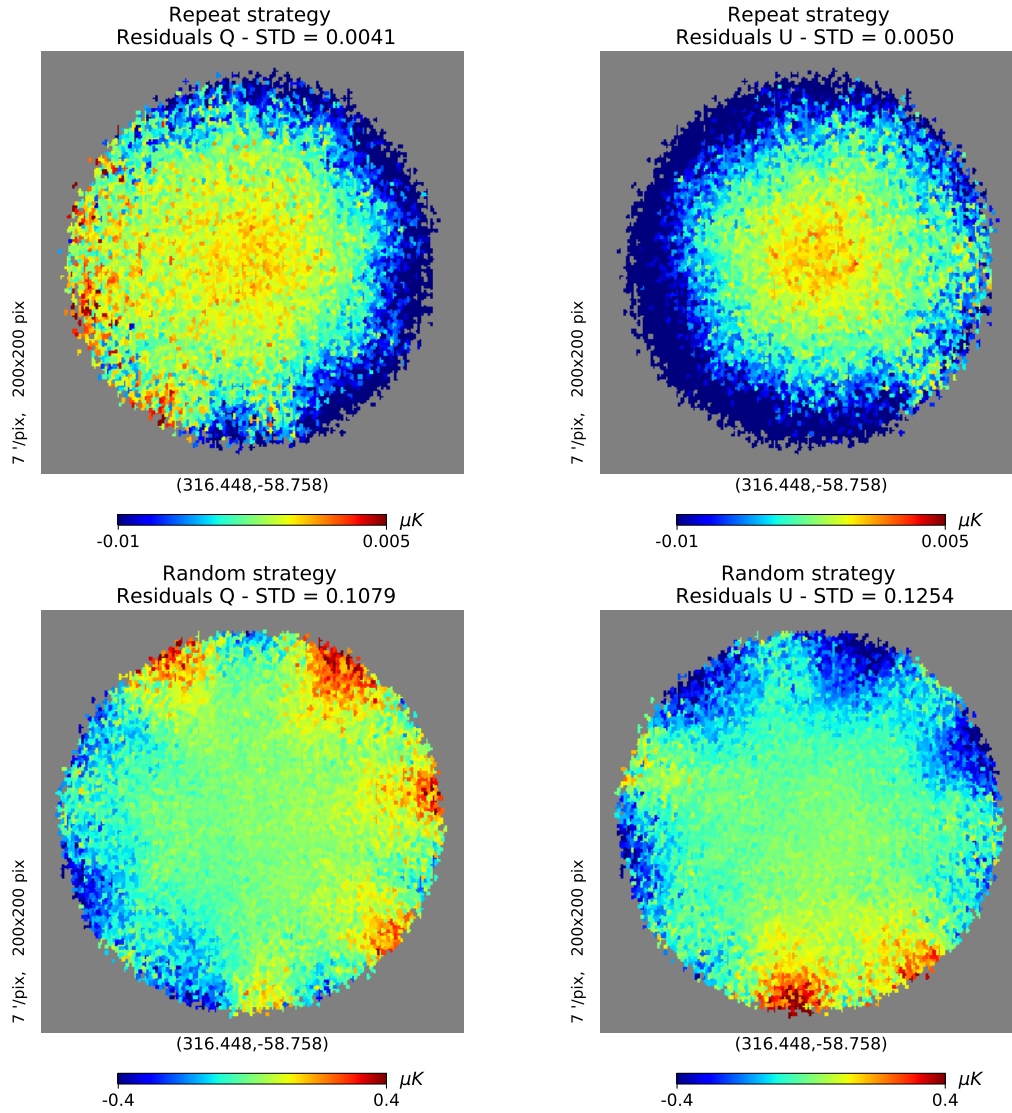 Repeat strategy
Residuals Q - STD = 0.0041
7 '/pix,   200x200 pix
(316.448,-58.758)
-0.01
0.005
μK
Repeat strategy
Residuals U - STD = 0.0050
7 '/pix,   200x200 pix
(316.448,-58.758)
-0.01
0.005
μK
Random strategy
Residuals Q - STD = 0.1079
7 '/pix,   200x200 pix
(316.448,-58.758)
-0.4
0.4
μK
Random strategy
Residuals U - STD = 0.1254
7 '/pix,   200x200 pix
(316.448,-58.758)
-0.4
0.4
μK